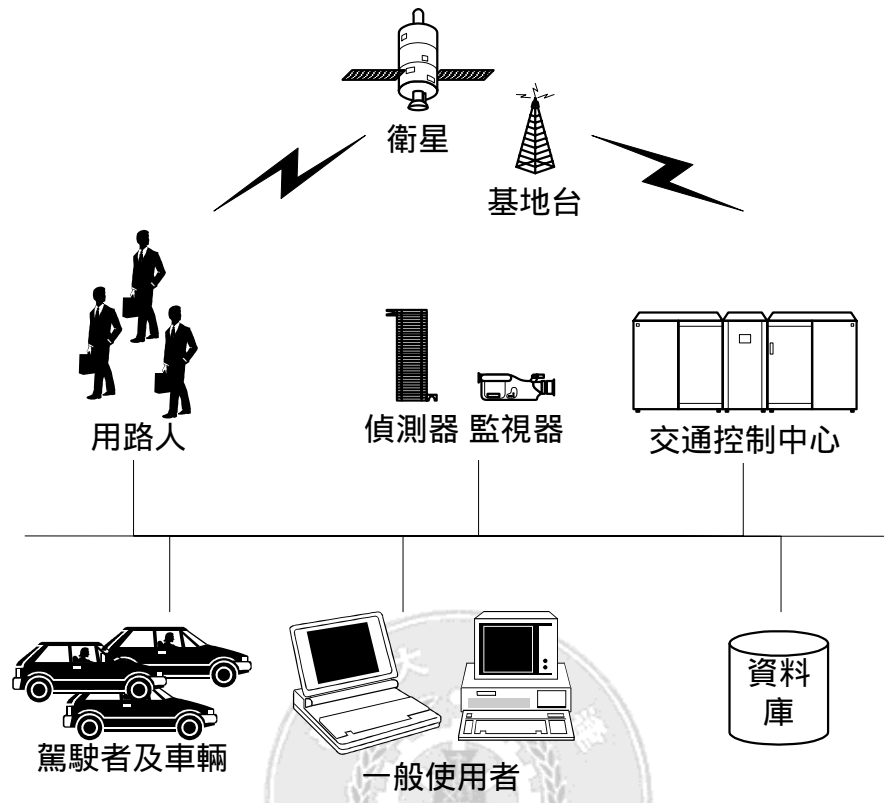 衛星
基地台
用路人
偵測器 監視器
交通控制中心
駕駛者及車輛
一般使用者
資料
庫
大